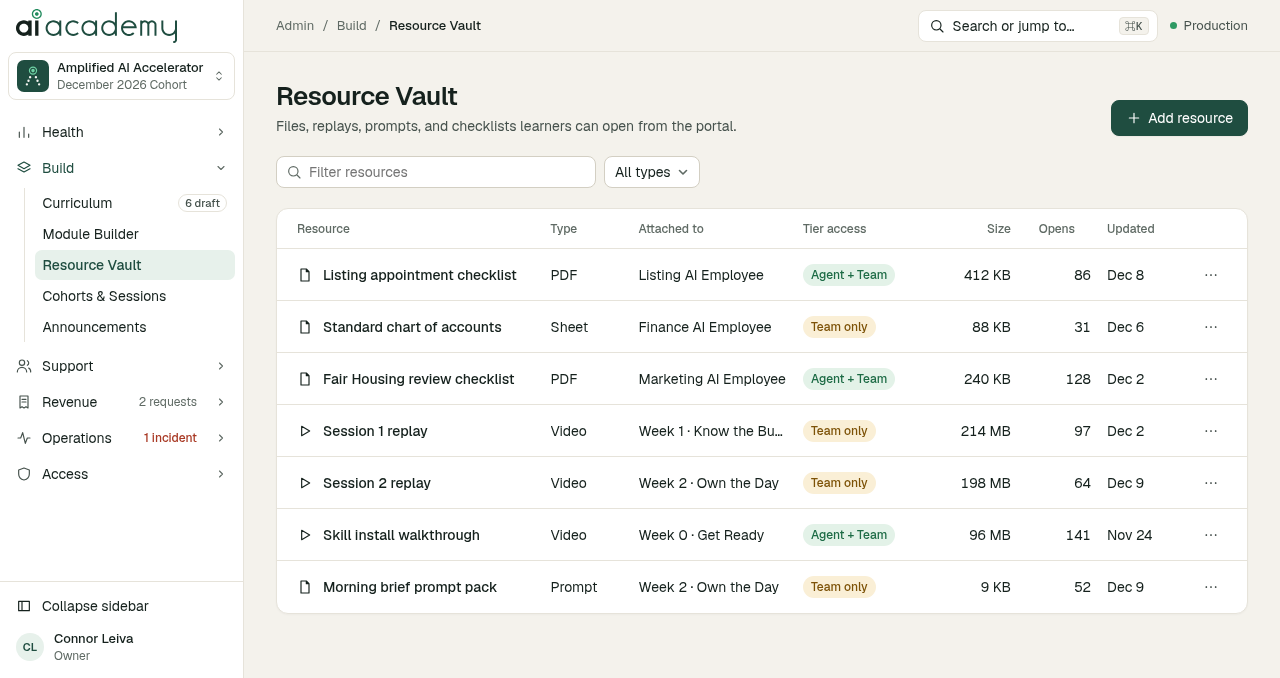 ai academy
Amplified AI Accelerator
December 2026 Cohort
Health
Build
Curriculum 6 draft
Module Builder
Resource Vault
Cohorts & Sessions
Announcements
Support
Revenue 2 requests
Operations 1 incident
Access
Collapse sidebar
CL Connor Leiva
Owner
Admin / Build / Resource Vault
Search or jump to… ⌘K
Production
Resource Vault
Files, replays, prompts, and checklists learners can open from the portal.
+ Add resource
Filter resources
All types
Resource Type Attached to Tier access Size Opens Updated
Listing appointment checklist PDF Listing AI Employee Agent + Team 412 KB 86 Dec 8 ···
Standard chart of accounts Sheet Finance AI Employee Team only 88 KB 31 Dec 6 ···
Fair Housing review checklist PDF Marketing AI Employee Agent + Team 240 KB 128 Dec 2 ···
Session 1 replay Video Week 1 · Know the Bu… Team only 214 MB 97 Dec 2 ···
Session 2 replay Video Week 2 · Own the Day Team only 198 MB 64 Dec 9 ···
Skill install walkthrough Video Week 0 · Get Ready Agent + Team 96 MB 141 Nov 24 ···
Morning brief prompt pack Prompt Week 2 · Own the Day Team only 9 KB 52 Dec 9 ···